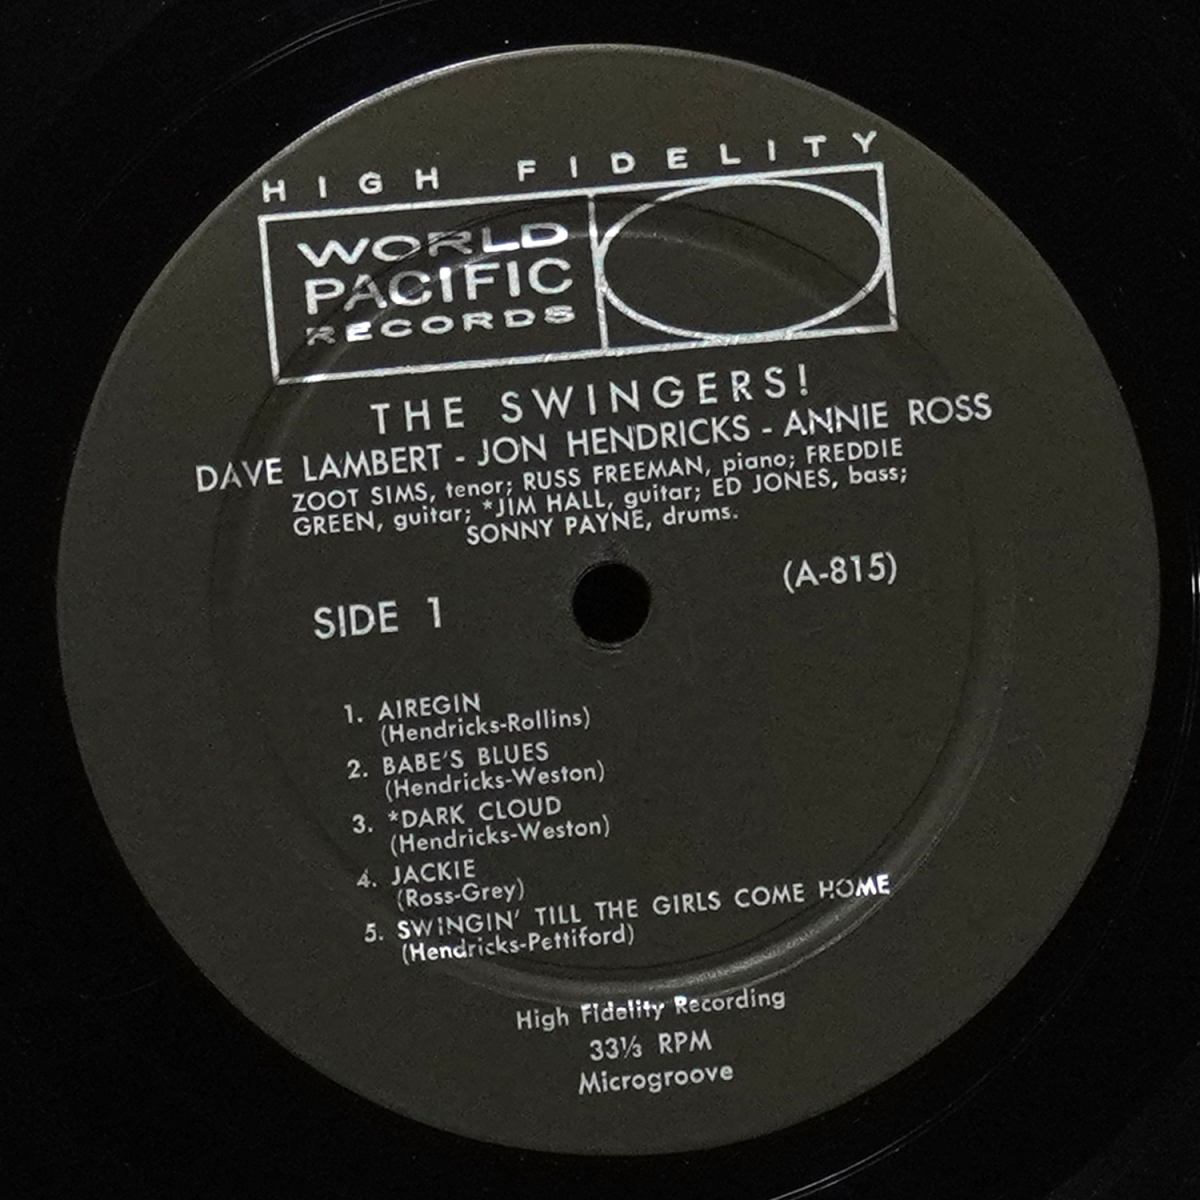 HIGH FIDELITY
WORLD
PACIFIC
RECORDS
THE SWINGERS!
DAVE LAMBERT - JON HENDRICKS - ANNIE ROSS
ZOOT SIMS, tenor; RUSS FREEMAN, piano; FREDDIE
GREEN, guitar; *JIM HALL, guitar; ED JONES, bass;
SONNY PAYNE, drums.
(A-815)
SIDE 1
1. AIREGIN
(Hendricks-Rollins)
2. BABE'S BLUES
(Hendricks-Weston)
3. *DARK CLOUD
(Hendricks-Weston)
4. JACKIE
(Ross-Grey)
5. SWINGIN' TILL THE GIRLS COME HOME
(Hendricks-Pettiford)
High Fidelity Recording
33⅓ RPM
Microgroove